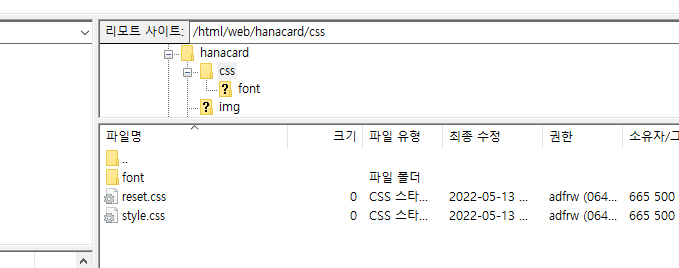 리모트 사이트: /html/web/hanacard/css
hanacard
css
font
img
파일명 크기 파일 유형 최종 수정 권한 소유자/그
..
font 파일 폴더
reset.css 0 CSS 스타... 2022-05-13 ... adfrw (064... 665 500
style.css 0 CSS 스타... 2022-05-13 ... adfrw (064... 665 500